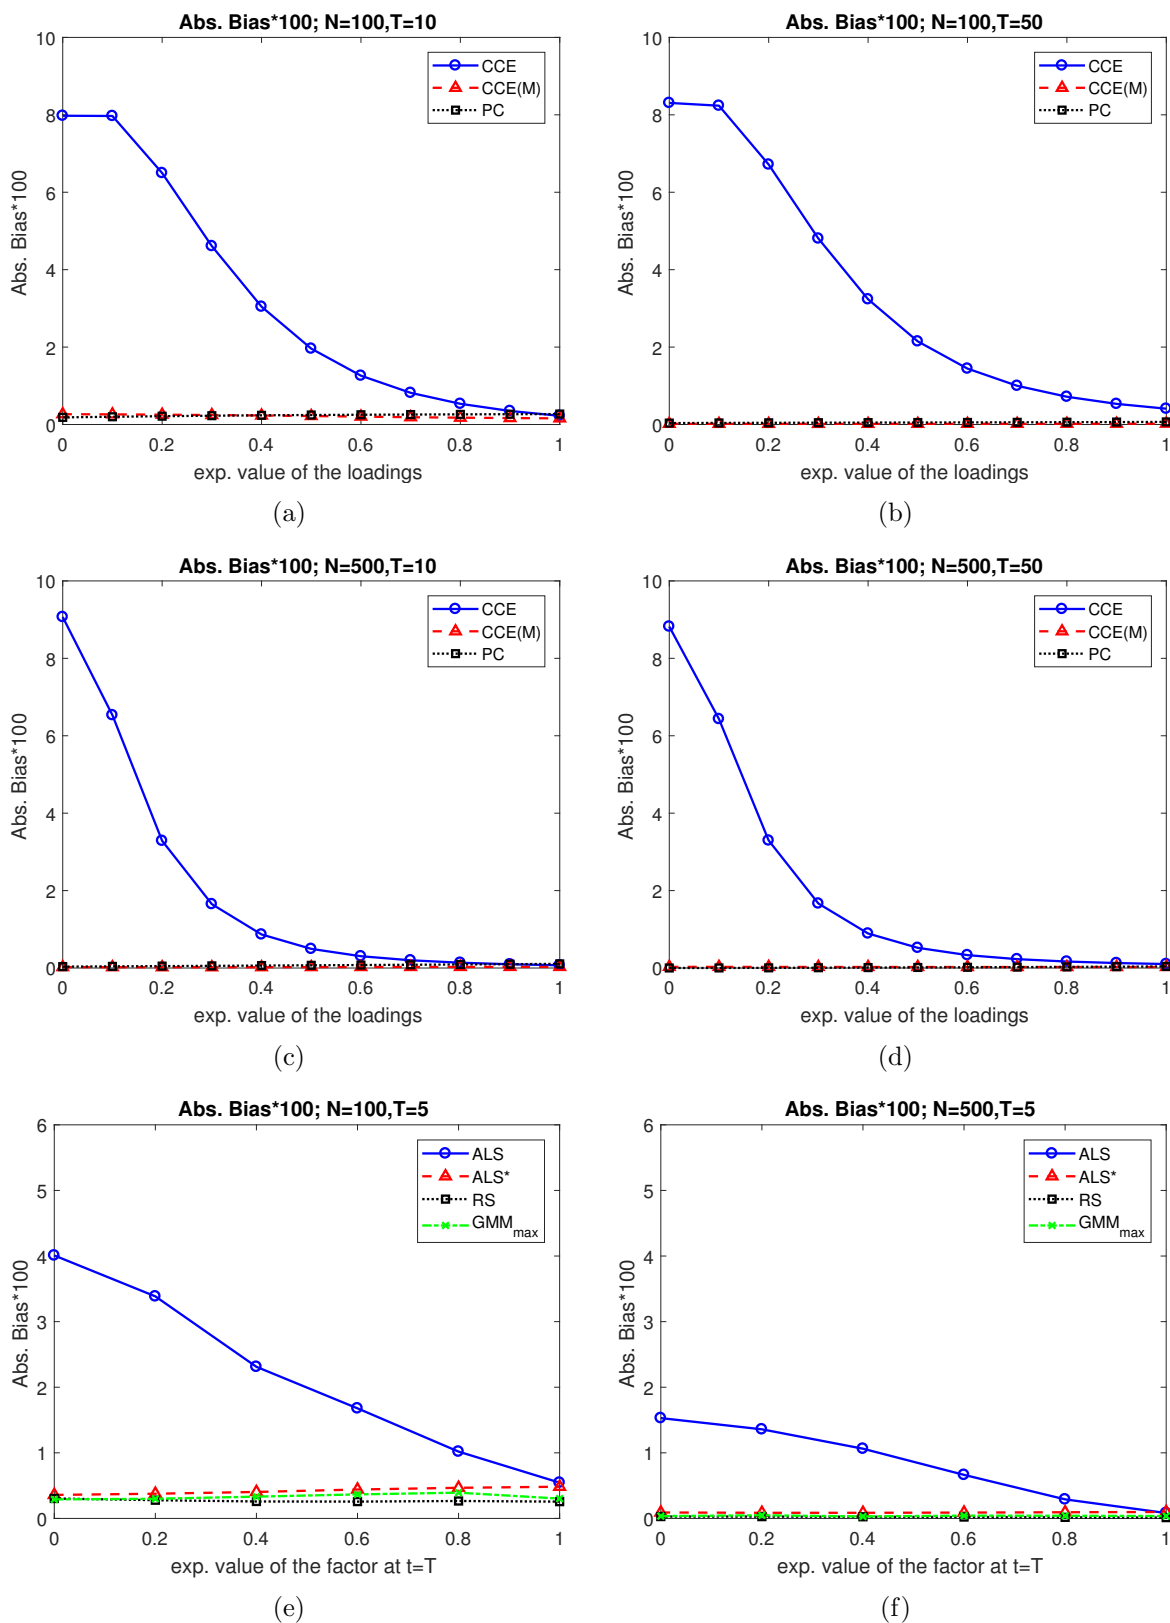 Abs. Bias*100; N=100,T=10
10
8
6
4
2
0
Abs. Bias*100
CCE
CCE(M)
PC
0 0.2 0.4 0.6 0.8 1
exp. value of the loadings
(a)
Abs. Bias*100; N=100,T=50
10
8
6
4
2
0
Abs. Bias*100
CCE
CCE(M)
PC
0 0.2 0.4 0.6 0.8 1
exp. value of the loadings
(b)
Abs. Bias*100; N=500,T=10
10
8
6
4
2
0
Abs. Bias*100
CCE
CCE(M)
PC
0 0.2 0.4 0.6 0.8 1
exp. value of the loadings
(c)
Abs. Bias*100; N=500,T=50
10
8
6
4
2
0
Abs. Bias*100
CCE
CCE(M)
PC
0 0.2 0.4 0.6 0.8 1
exp. value of the loadings
(d)
Abs. Bias*100; N=100,T=5
6
5
4
3
2
1
0
Abs. Bias*100
ALS
ALS*
RS
GMM_max
0 0.2 0.4 0.6 0.8 1
exp. value of the factor at t=T
(e)
Abs. Bias*100; N=500,T=5
6
5
4
3
2
1
0
Abs. Bias*100
ALS
ALS*
RS
GMM_max
0 0.2 0.4 0.6 0.8 1
exp. value of the factor at t=T
(f)